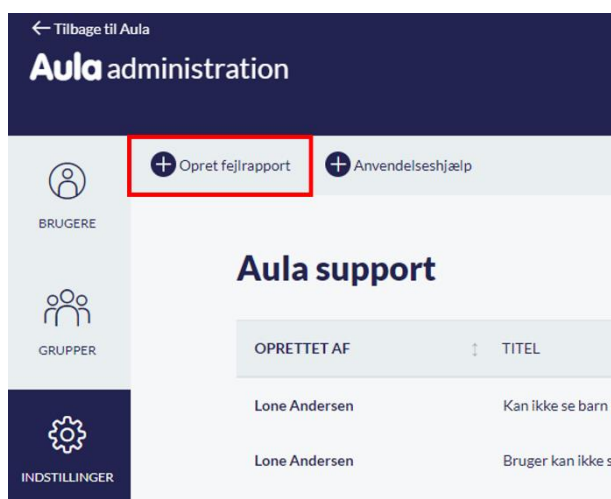 ← Tilbage til Aula
Aula administration
Opret fejlrapport
Anvendelseshjælp
BRUGERE
Aula support
GRUPPER
OPRETTET AF
TITEL
Lone Andersen
Kan ikke se barn
INDSTILLINGER
Lone Andersen
Bruger kan ikke